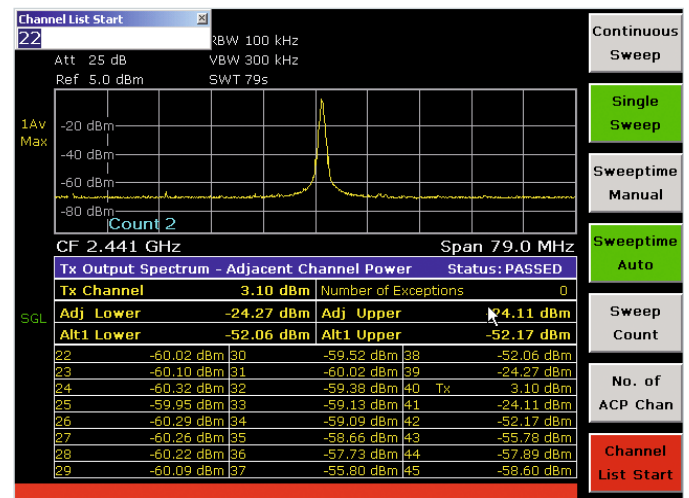 Channel List Start
22
RBW 100 kHz
Att 25 dB VBW 300 kHz
Ref 5.0 dBm SWT 79s
1Av
Max
-20 dBm
-40 dBm
-60 dBm
-80 dBm
Count 2
CF 2.441 GHz Span 79.0 MHz
Tx Output Spectrum - Adjacent Channel Power Status: PASSED
Tx Channel 3.10 dBm Number of Exceptions 0
SGL
Adj Lower -24.27 dBm Adj Upper -24.11 dBm
Alt1 Lower -52.06 dBm Alt1 Upper -52.17 dBm
22 -60.02 dBm 30 -59.52 dBm 38 -52.06 dBm
23 -60.10 dBm 31 -60.02 dBm 39 -24.27 dBm
24 -60.32 dBm 32 -59.38 dBm 40 Tx 3.10 dBm
25 -59.95 dBm 33 -59.13 dBm 41 -24.11 dBm
26 -60.29 dBm 34 -59.09 dBm 42 -52.17 dBm
27 -60.26 dBm 35 -58.66 dBm 43 -55.78 dBm
28 -60.22 dBm 36 -57.73 dBm 44 -57.89 dBm
29 -60.09 dBm 37 -55.80 dBm 45 -58.60 dBm
Continuous
Sweep
Single
Sweep
Sweeptime
Manual
Sweeptime
Auto
Sweep
Count
No. of
ACP Chan
Channel
List Start